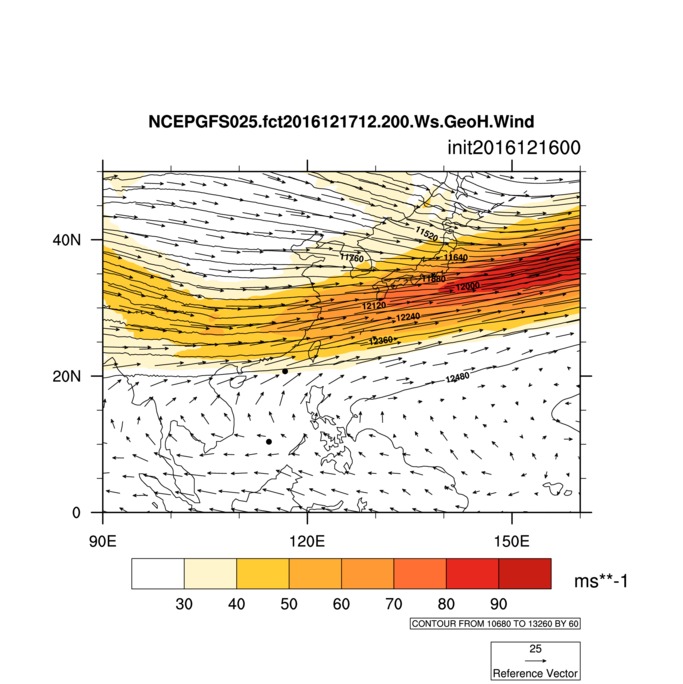 NCEPGFS025.fct2016121712.200.Ws.GeoH.Wind
init2016121600
40N
20N
0
90E 120E 150E
11520
11760
11640
11880
12000
12120
12240
12360
12480
30 40 50 60 70 80 90
ms**-1
CONTOUR FROM 10680 TO 13260 BY 60
25
Reference Vector